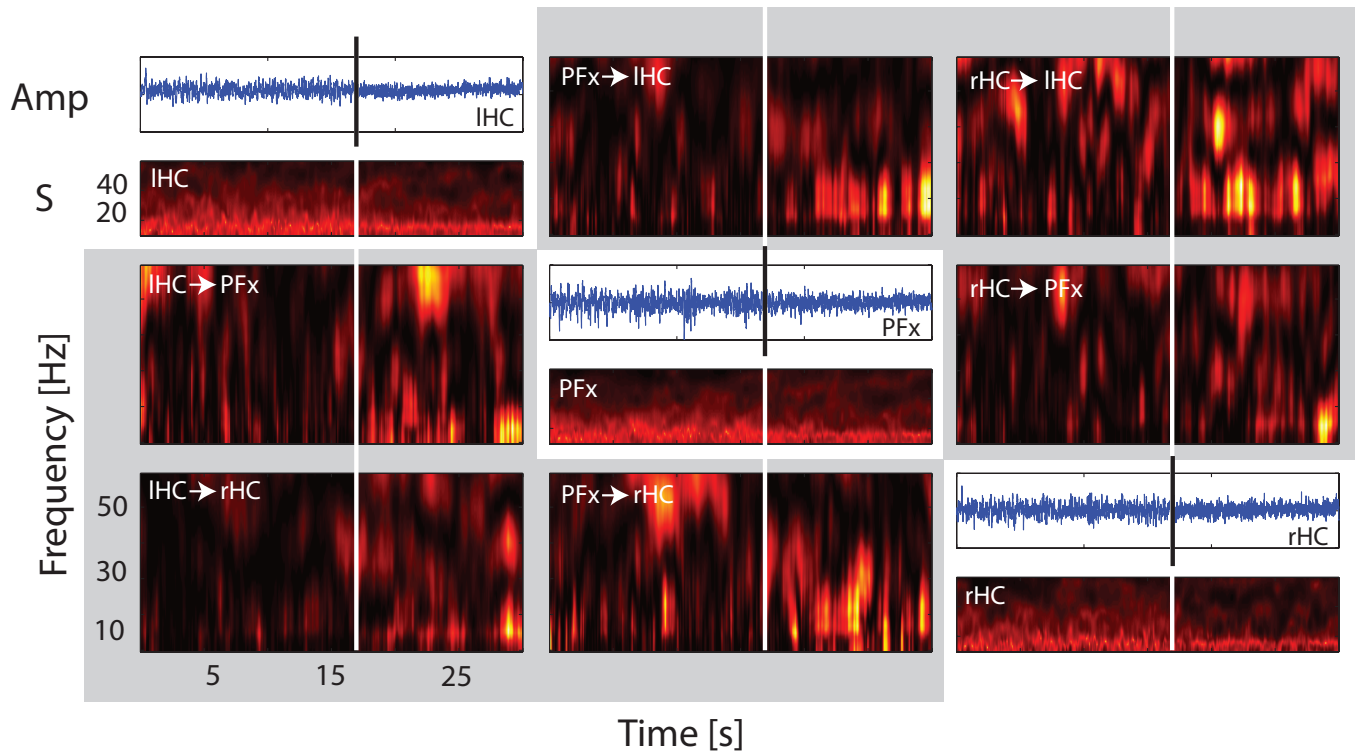 Amp
lHC
PFx→lHC
rHC→lHC
S
40
20
lHC
Frequency [Hz]
lHC→PFx
PFx
rHC→PFx
PFx
lHC→rHC
50
30
10
PFx→rHC
rHC
rHC
5 15 25
Time [s]